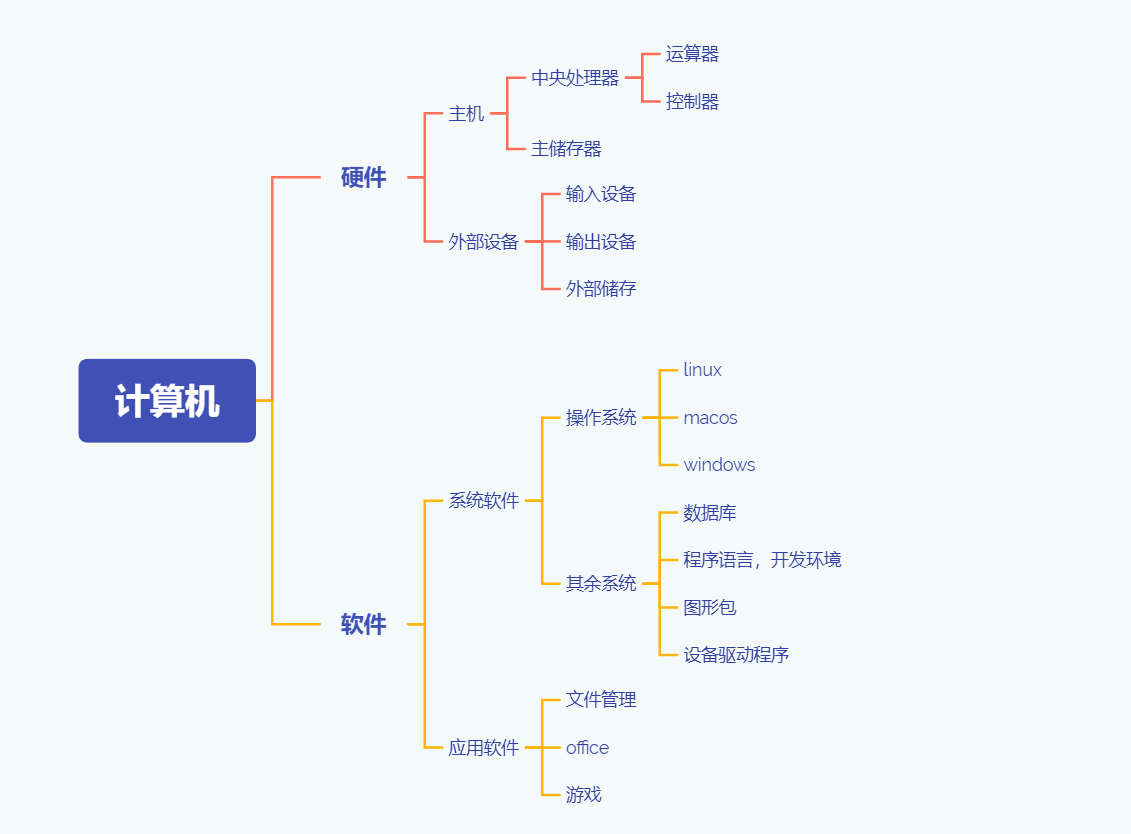 计算机
硬件
主机
中央处理器
运算器
控制器
主储存器
外部设备
输入设备
输出设备
外部储存
软件
系统软件
操作系统
linux
macos
windows
其余系统
数据库
程序语言，开发环境
图形包
设备驱动程序
应用软件
文件管理
office
游戏